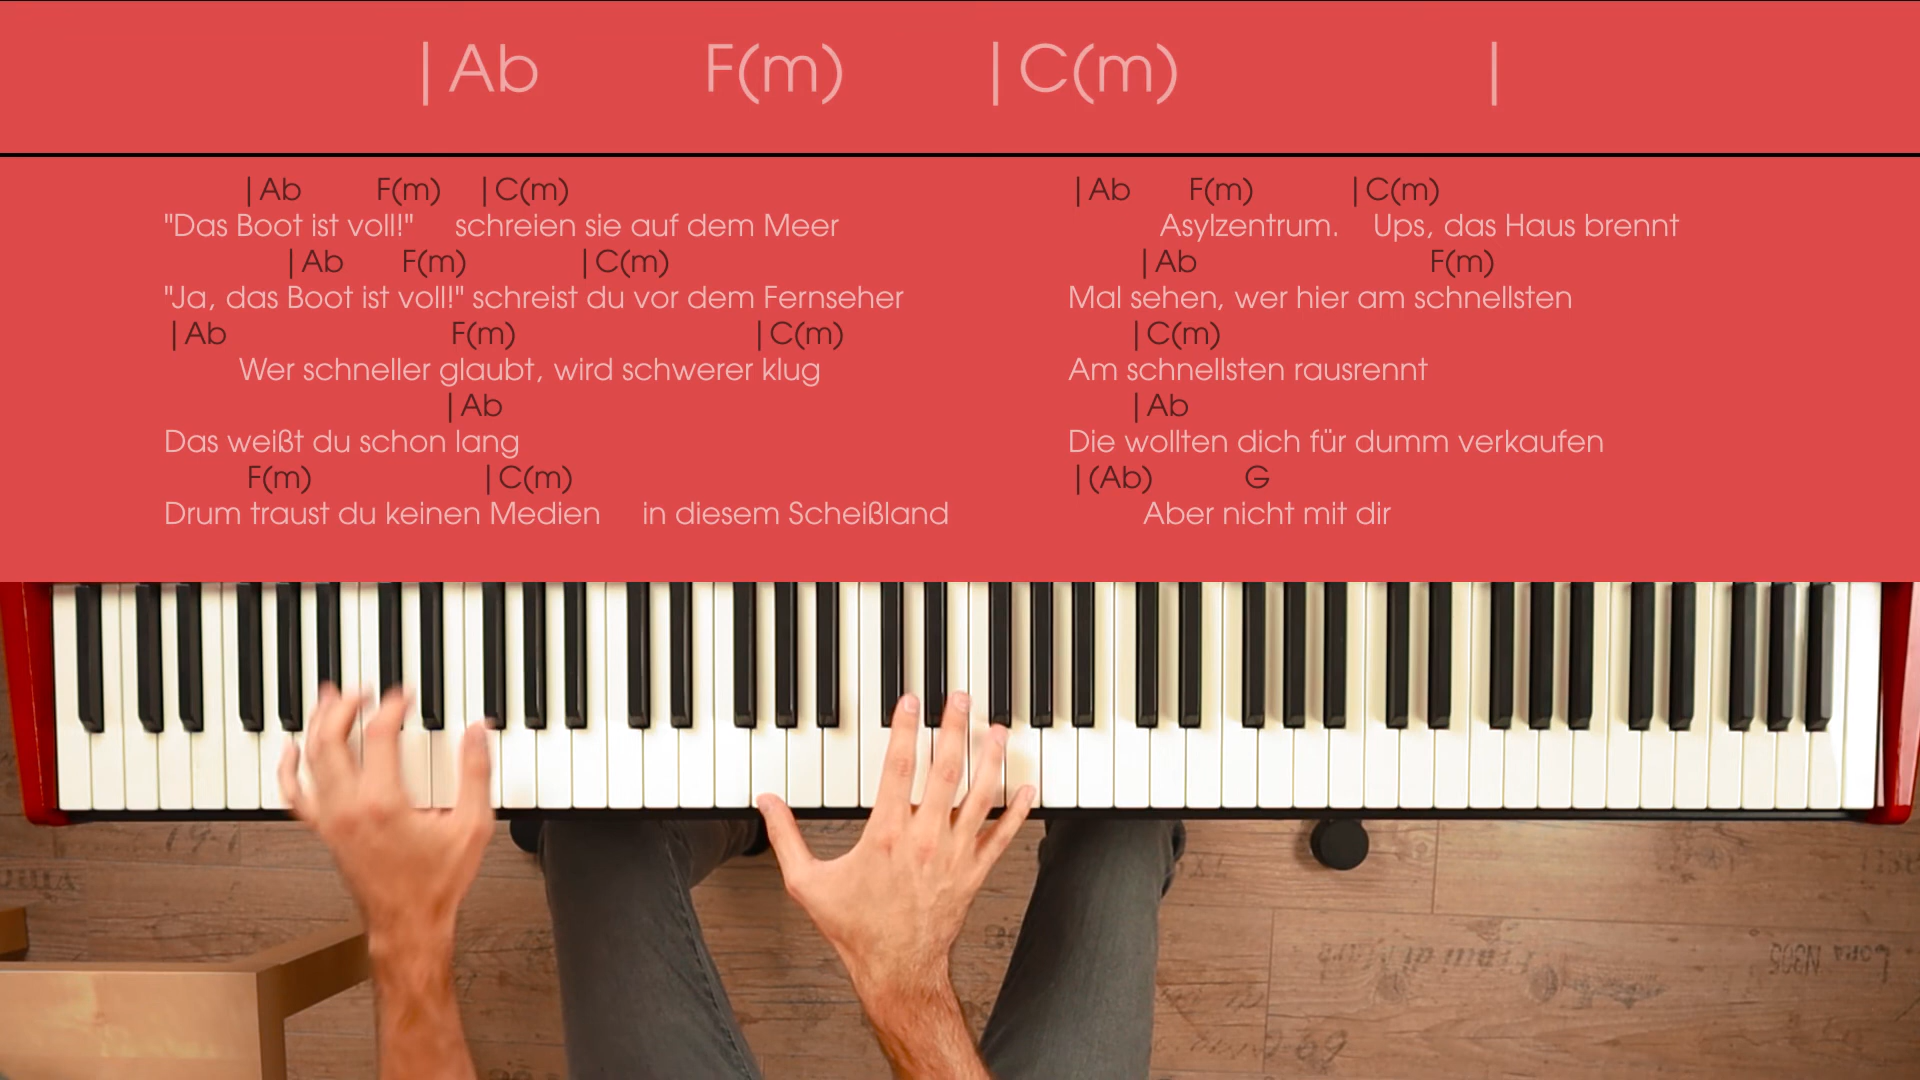 |Ab F(m) |C(m) |
|Ab F(m) |C(m)
"Das Boot ist voll!" schreien sie auf dem Meer
|Ab F(m) |C(m)
"Ja, das Boot ist voll!" schreist du vor dem Fernseher
|Ab F(m) |C(m)
Wer schneller glaubt, wird schwerer klug
|Ab
Das weißt du schon lang
F(m) |C(m)
Drum traust du keinen Medien in diesem Scheißland
|Ab F(m) |C(m)
Asylzentrum. Ups, das Haus brennt
|Ab F(m)
Mal sehen, wer hier am schnellsten
|C(m)
Am schnellsten rausrennt
|Ab
Die wollten dich für dumm verkaufen
|(Ab) G
Aber nicht mit dir